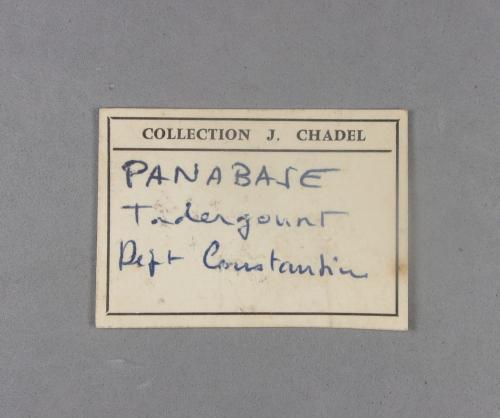 COLLECTION J. CHADEL
PANABASE
Tadergount
Dept Constantine